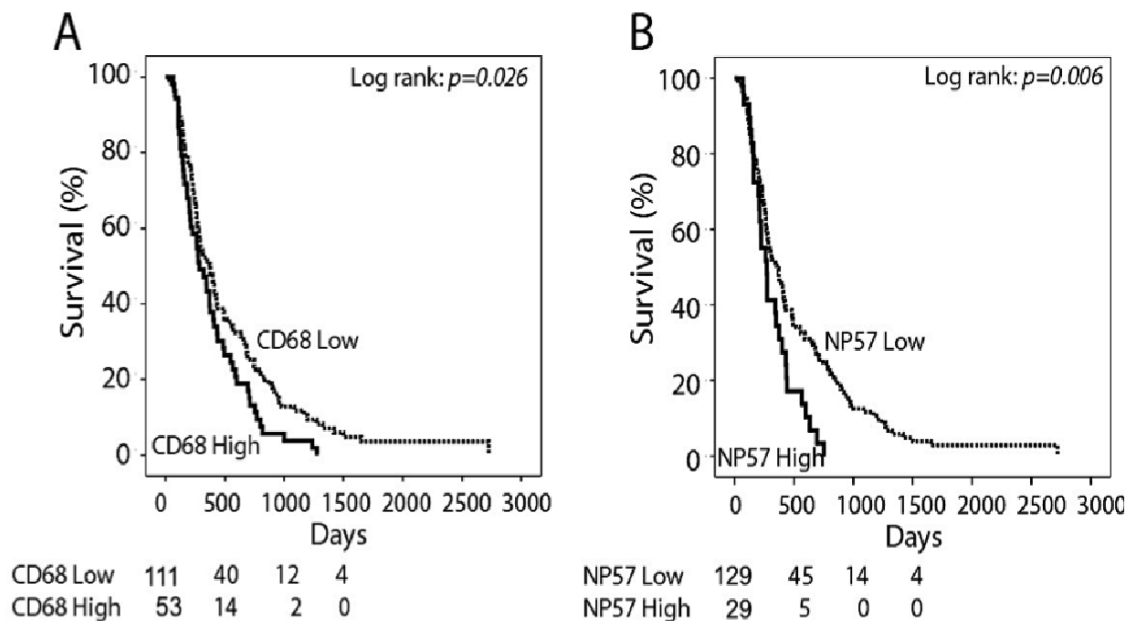 A
Log rank: p=0.026
100
80
60
40
20
0
Survival (%)
CD68 Low
CD68 High
0 500 1000 1500 2000 2500 3000
Days
CD68 Low 111 40 12 4
CD68 High 53 14 2 0
B
Log rank: p=0.006
100
80
60
40
20
0
Survival (%)
NP57 Low
NP57 High
0 500 1000 1500 2000 2500 3000
Days
NP57 Low 129 45 14 4
NP57 High 29 5 0 0